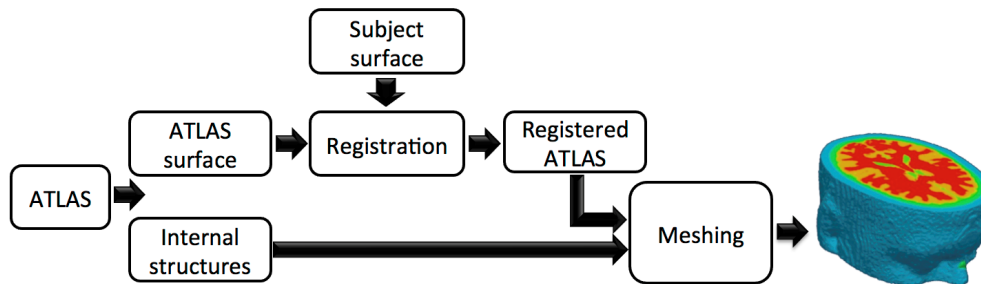 Subject
surface
ATLAS
surface
Registration
Registered
ATLAS
ATLAS
Internal
structures
Meshing